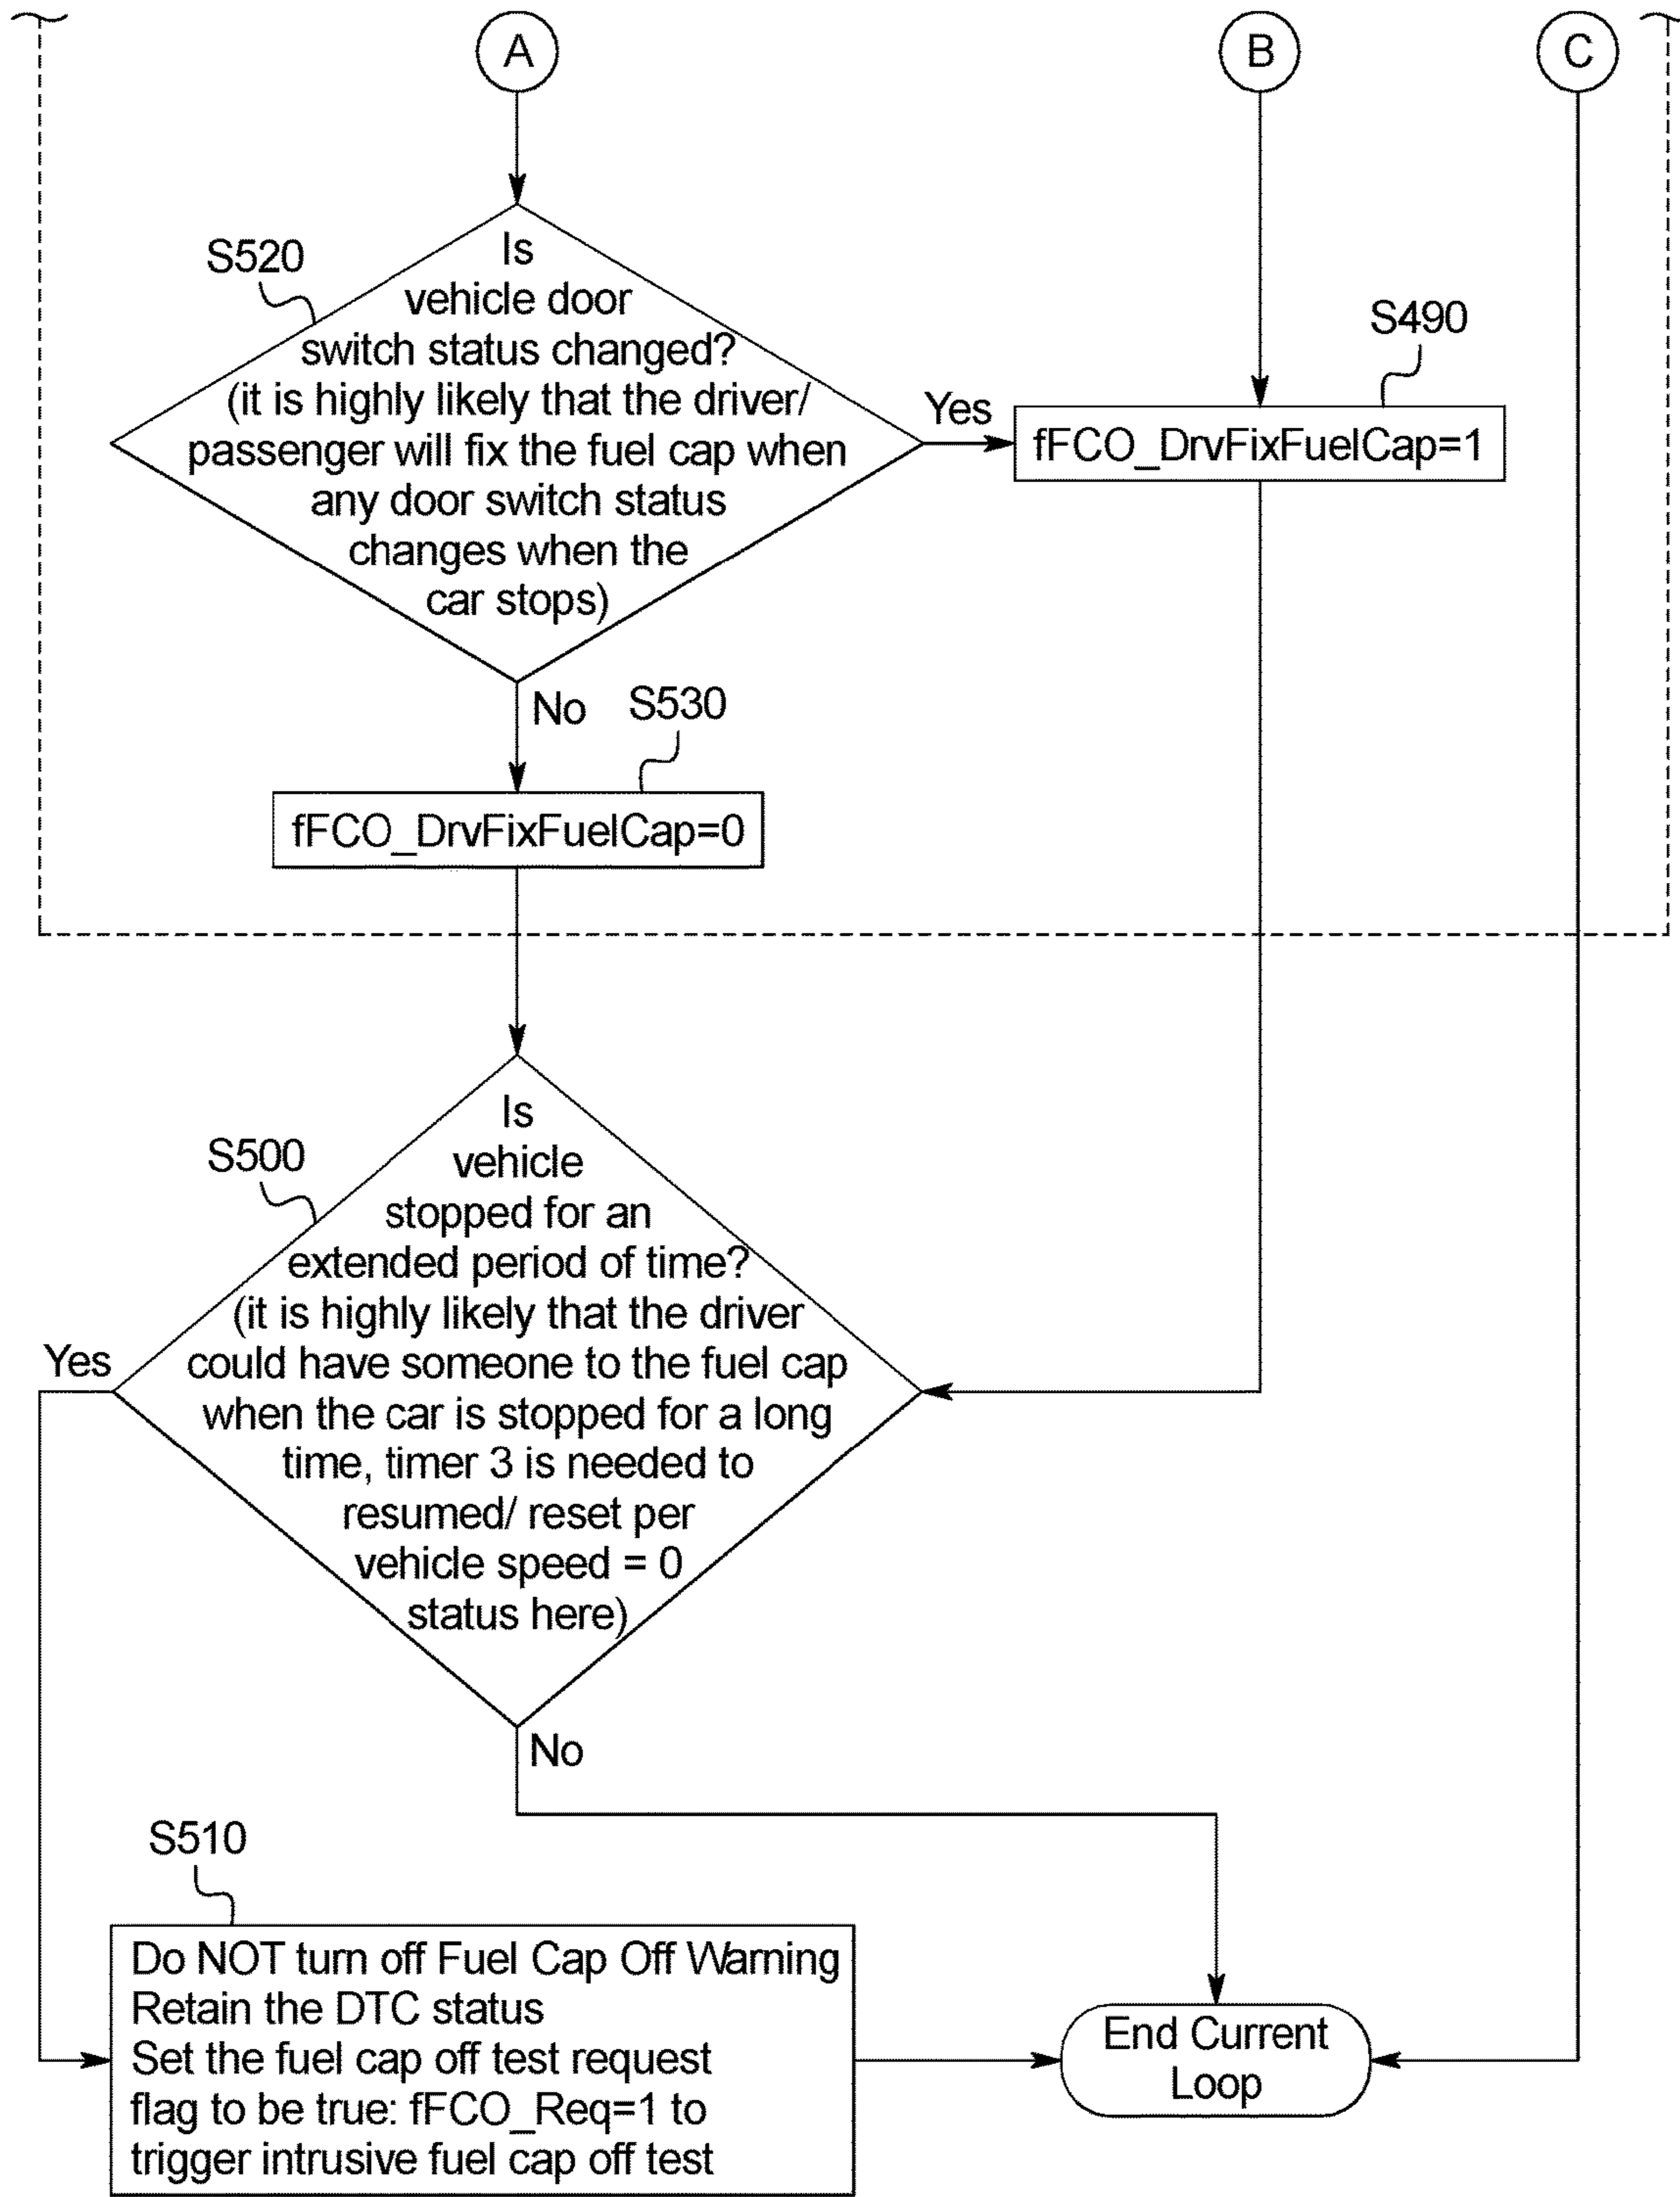 A
B
C
S520
Is
vehicle door
switch status changed?
(it is highly likely that the driver/
passenger will fix the fuel cap when
any door switch status
changes when the
car stops)
Yes
S490
fFCO_DrvFixFuelCap=1
No
S530
fFCO_DrvFixFuelCap=0
S500
Is
vehicle
stopped for an
extended period of time?
(it is highly likely that the driver
could have someone to the fuel cap
when the car is stopped for a long
time, timer 3 is needed to
resumed/ reset per
vehicle speed = 0
status here)
Yes
No
S510
Do NOT turn off Fuel Cap Off Warning
Retain the DTC status
Set the fuel cap off test request
flag to be true: fFCO_Req=1 to
trigger intrusive fuel cap off test
End Current
Loop